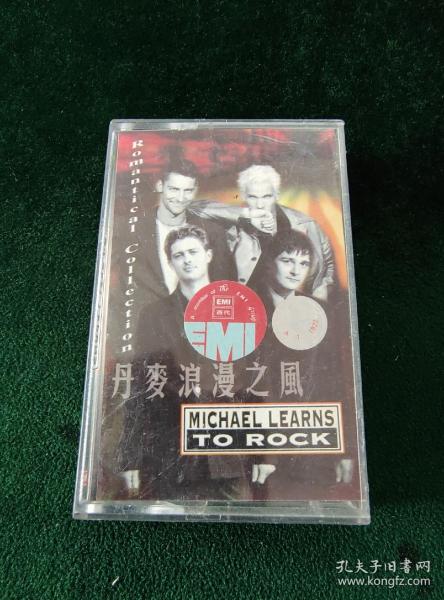 Romantical Collection
EMI
百代
EMI
丹麥浪漫之風
MICHAEL LEARNS
TO ROCK
孔夫子旧书网
www.kongfz.com